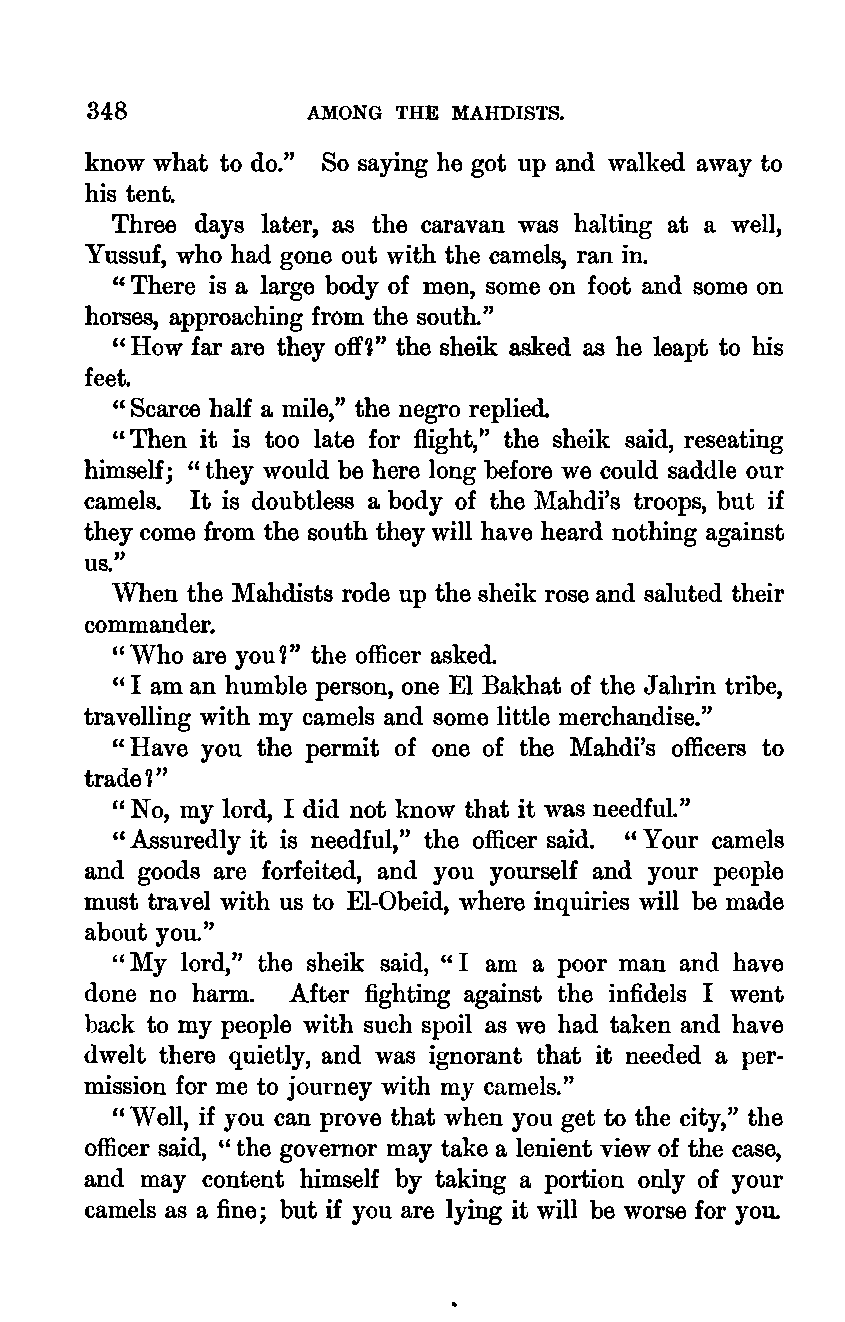 348 AMONG THE MAHDISTS.
know what to do.” So saying he got up and walked away to
his tent.
Three days later, as the caravan was halting at a well,
Yussuf, who had gone out with the camels, ran in.
“There is a large body of men, some on foot and some on
horses, approaching from the south.”
“How far are they off?” the sheik asked as he leapt to his
feet.
“Scarce half a mile,” the negro replied.
“Then it is too late for flight,” the sheik said, reseating
himself; “they would be here long before we could saddle our
camels. It is doubtless a body of the Mahdi’s troops, but if
they come from the south they will have heard nothing against
us.”
When the Mahdists rode up the sheik rose and saluted their
commander.
“Who are you?” the officer asked.
“I am an humble person, one El Bakhat of the Jahrin tribe,
travelling with my camels and some little merchandise.”
“Have you the permit of one of the Mahdi’s officers to
trade?”
“No, my lord, I did not know that it was needful.”
“Assuredly it is needful,” the officer said. “Your camels
and goods are forfeited, and you yourself and your people
must travel with us to El-Obeid, where inquiries will be made
about you.”
“My lord,” the sheik said, “I am a poor man and have
done no harm. After fighting against the infidels I went
back to my people with such spoil as we had taken and have
dwelt there quietly, and was ignorant that it needed a per-
mission for me to journey with my camels.”
“Well, if you can prove that when you get to the city,” the
officer said, “the governor may take a lenient view of the case,
and may content himself by taking a portion only of your
camels as a fine; but if you are lying it will be worse for you.